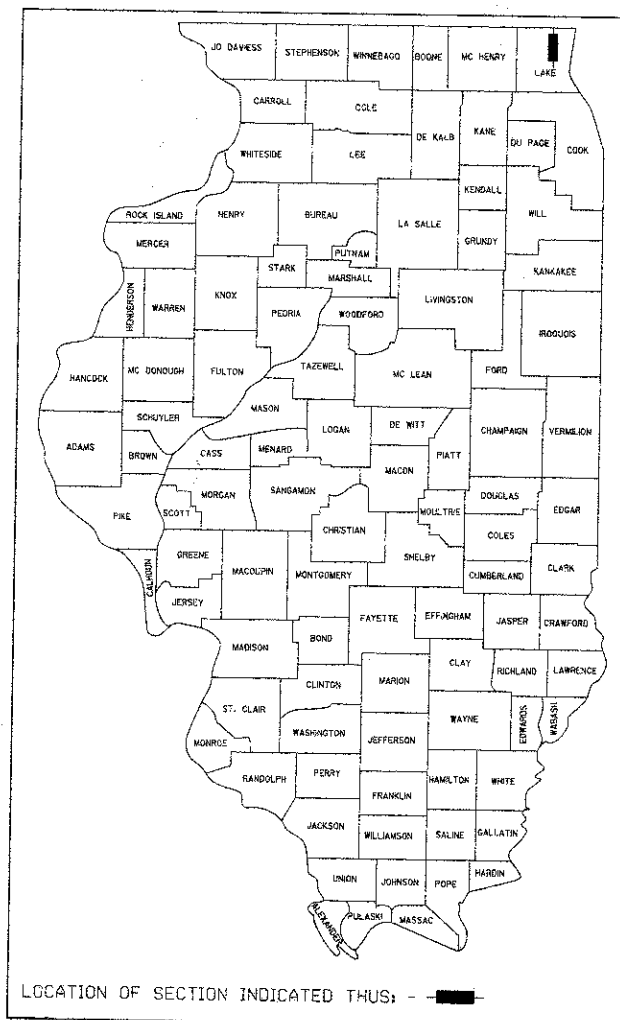 JO DAVIESS STEPHENSON WINNEBAGO BOONE MC HENRY LAKE
CARROLL OGLE DE KALB KANE DU PAGE COOK
WHITESIDE LEE
KENDALL WILL
ROCK ISLAND HENRY BUREAU LA SALLE GRUNDY
MERCER PUTNAM
STARK MARSHALL KANKAKEE
HENDERSON WARREN KNOX PEORIA WOODFORD LIVINGSTON IROQUOIS
HANCOCK MC DONOUGH FULTON TAZEWELL MC LEAN FORD
SCHUYLER MASON
ADAMS BROWN CASS MENARD LOGAN DE WITT PIATT CHAMPAIGN VERMILION
MACON
PIKE SCOTT MORGAN SANGAMON MOULTRIE DOUGLAS EDGAR
CHRISTIAN COLES
CALHOUN GREENE MACOUPIN MONTGOMERY SHELBY CUMBERLAND CLARK
JERSEY
MADISON BOND FAYETTE EFFINGHAM JASPER CRAWFORD
CLINTON MARION CLAY RICHLAND LAWRENCE
ST. CLAIR WASHINGTON JEFFERSON WAYNE EDWARDS WABASH
MONROE
RANDOLPH PERRY HAMILTON WHITE
FRANKLIN
JACKSON WILLIAMSON SALINE GALLATIN
UNION JOHNSON POPE HARDIN
ALEXANDER PULASKI MASSAC
LOCATION OF SECTION INDICATED THUS: -